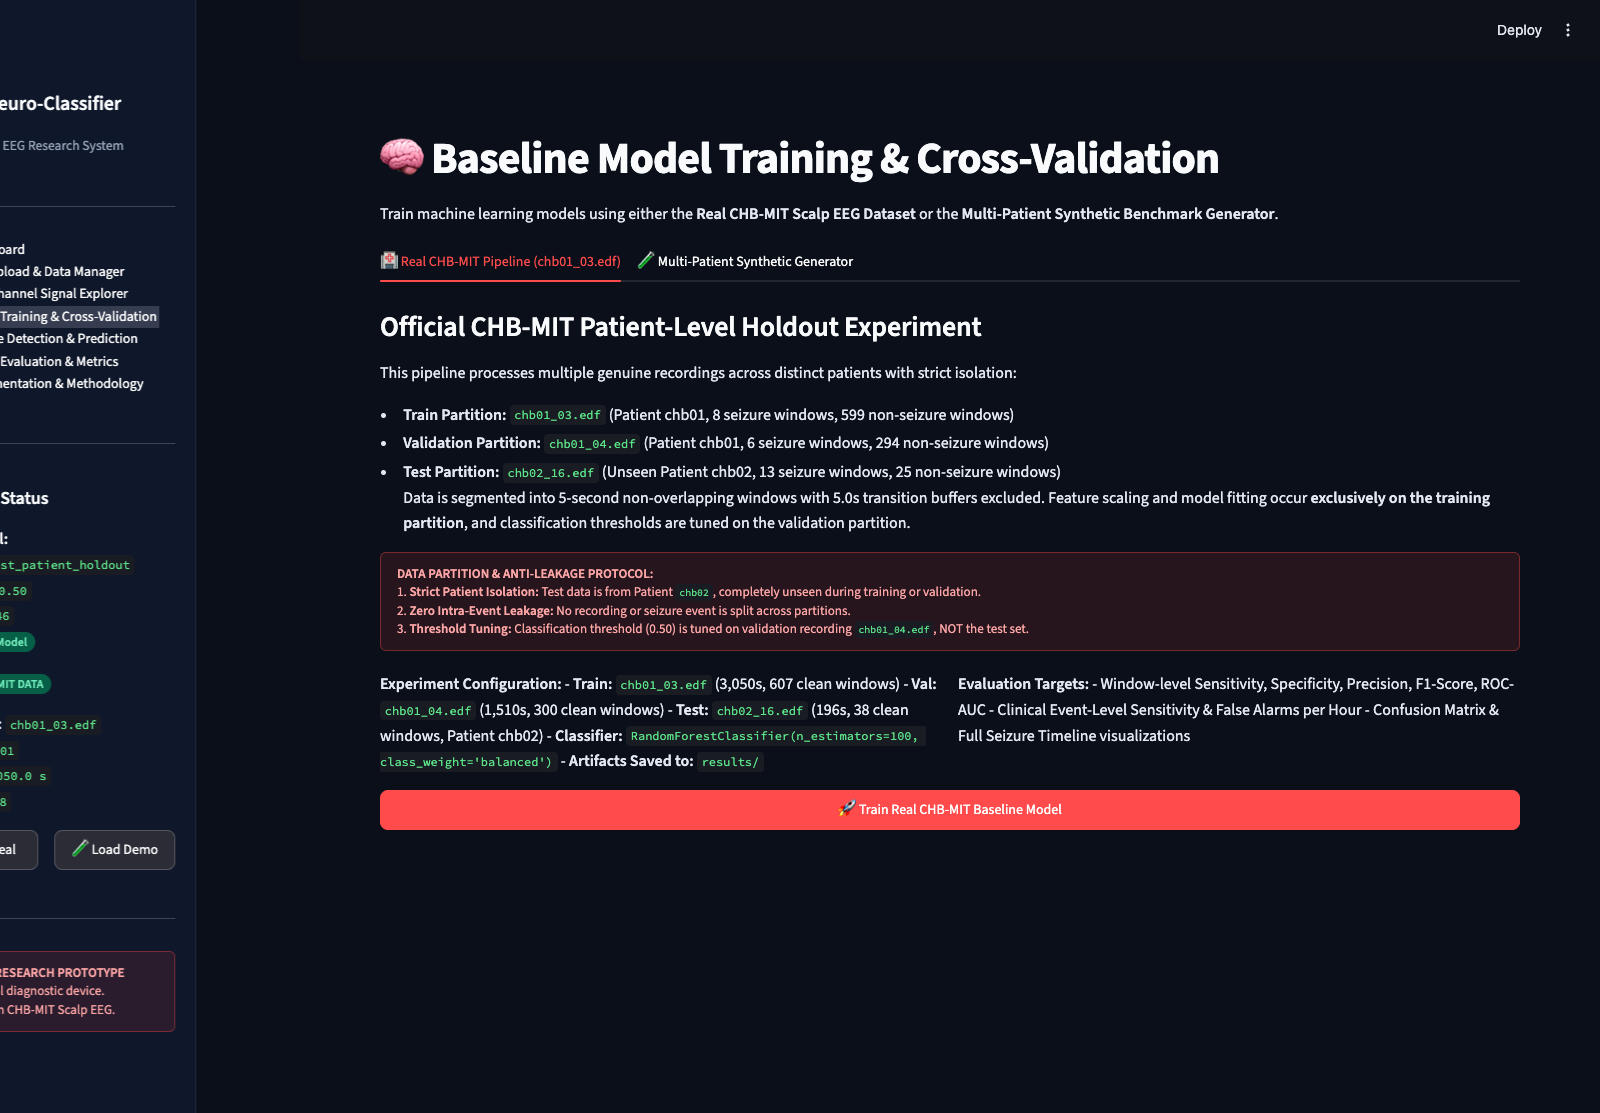 Deploy
euro-Classifier
EEG Research System
oard
pload & Data Manager
hannel Signal Explorer
Training & Cross-Validation
e Detection & Prediction
Evaluation & Metrics
nentation & Methodology
Status
l:
st_patient_holdout
0.50
46
Model
MIT DATA
: chb01_03.edf
01
050.0 s
8
eal
Load Demo
RESEARCH PROTOTYPE
l diagnostic device.
n CHB-MIT Scalp EEG.
Baseline Model Training & Cross-Validation
Train machine learning models using either the Real CHB-MIT Scalp EEG Dataset or the Multi-Patient Synthetic Benchmark Generator.
Real CHB-MIT Pipeline (chb01_03.edf)
Multi-Patient Synthetic Generator
Official CHB-MIT Patient-Level Holdout Experiment
This pipeline processes multiple genuine recordings across distinct patients with strict isolation:
• Train Partition: chb01_03.edf (Patient chb01, 8 seizure windows, 599 non-seizure windows)
• Validation Partition: chb01_04.edf (Patient chb01, 6 seizure windows, 294 non-seizure windows)
• Test Partition: chb02_16.edf (Unseen Patient chb02, 13 seizure windows, 25 non-seizure windows)
Data is segmented into 5-second non-overlapping windows with 5.0s transition buffers excluded. Feature scaling and model fitting occur exclusively on the training
partition, and classification thresholds are tuned on the validation partition.
DATA PARTITION & ANTI-LEAKAGE PROTOCOL:
1. Strict Patient Isolation: Test data is from Patient chb02 , completely unseen during training or validation.
2. Zero Intra-Event Leakage: No recording or seizure event is split across partitions.
3. Threshold Tuning: Classification threshold (0.50) is tuned on validation recording chb01_04.edf , NOT the test set.
Experiment Configuration: - Train: chb01_03.edf (3,050s, 607 clean windows) - Val:
chb01_04.edf (1,510s, 300 clean windows) - Test: chb02_16.edf (196s, 38 clean
windows, Patient chb02) - Classifier: RandomForestClassifier(n_estimators=100,
class_weight='balanced') - Artifacts Saved to: results/
Evaluation Targets: - Window-level Sensitivity, Specificity, Precision, F1-Score, ROC-
AUC - Clinical Event-Level Sensitivity & False Alarms per Hour - Confusion Matrix &
Full Seizure Timeline visualizations
Train Real CHB-MIT Baseline Model